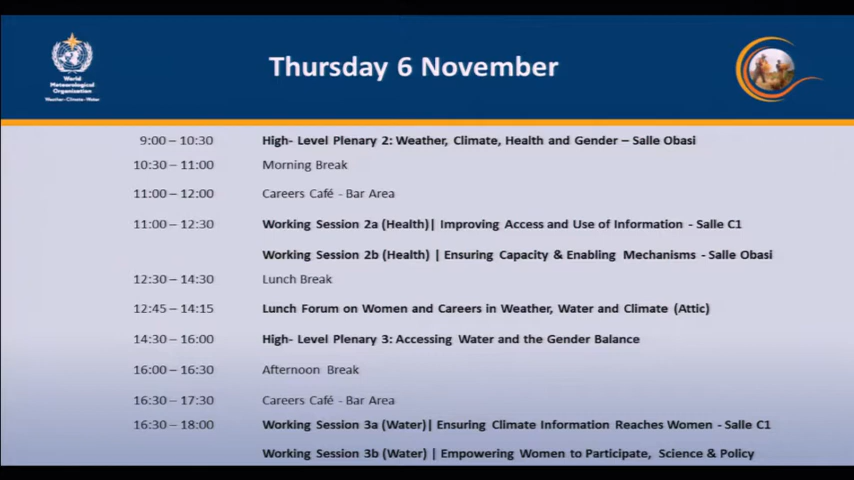 World
Meteorological
Organisation
Weather · Climate · Water
Thursday 6 November
9:00 – 10:30 High- Level Plenary 2: Weather, Climate, Health and Gender – Salle Obasi
10:30 – 11:00 Morning Break
11:00 – 12:00 Careers Café - Bar Area
11:00 – 12:30 Working Session 2a (Health)| Improving Access and Use of Information - Salle C1
Working Session 2b (Health) | Ensuring Capacity & Enabling Mechanisms - Salle Obasi
12:30 – 14:30 Lunch Break
12:45 – 14:15 Lunch Forum on Women and Careers in Weather, Water and Climate (Attic)
14:30 – 16:00 High- Level Plenary 3: Accessing Water and the Gender Balance
16:00 – 16:30 Afternoon Break
16:30 – 17:30 Careers Café - Bar Area
16:30 – 18:00 Working Session 3a (Water)| Ensuring Climate Information Reaches Women - Salle C1
Working Session 3b (Water) | Empowering Women to Participate, Science & Policy